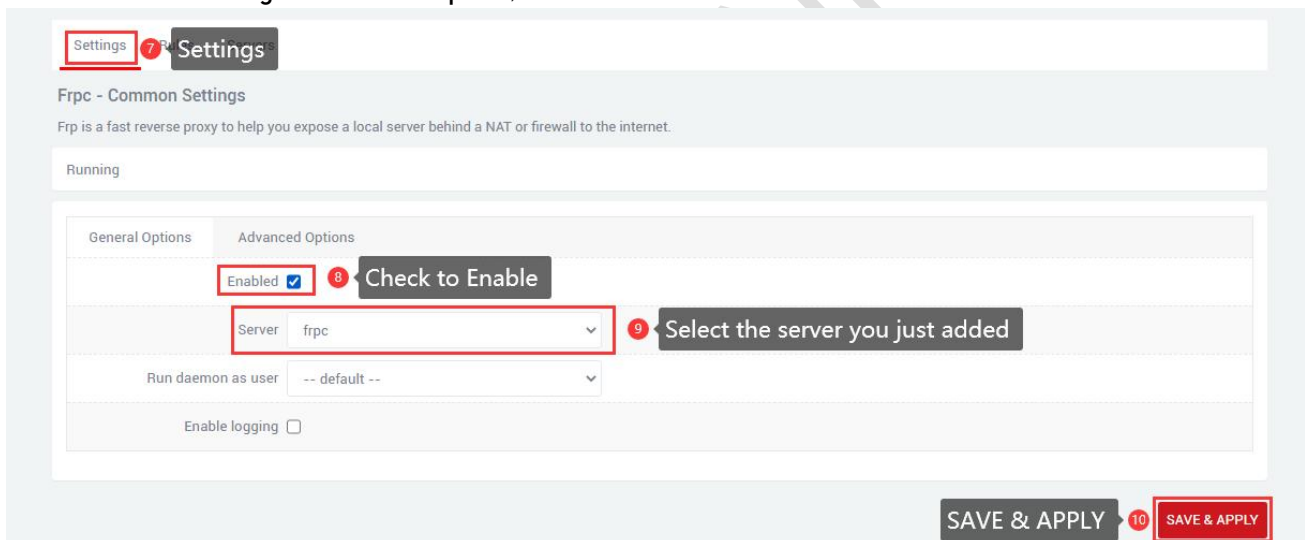 Settings 7 Settings
Frpc - Common Settings
Frp is a fast reverse proxy to help you expose a local server behind a NAT or firewall to the internet.
Running
General Options Advanced Options
Enabled 8 Check to Enable
Server frpc 9 Select the server you just added
Run daemon as user -- default --
Enable logging
SAVE & APPLY 10 SAVE & APPLY